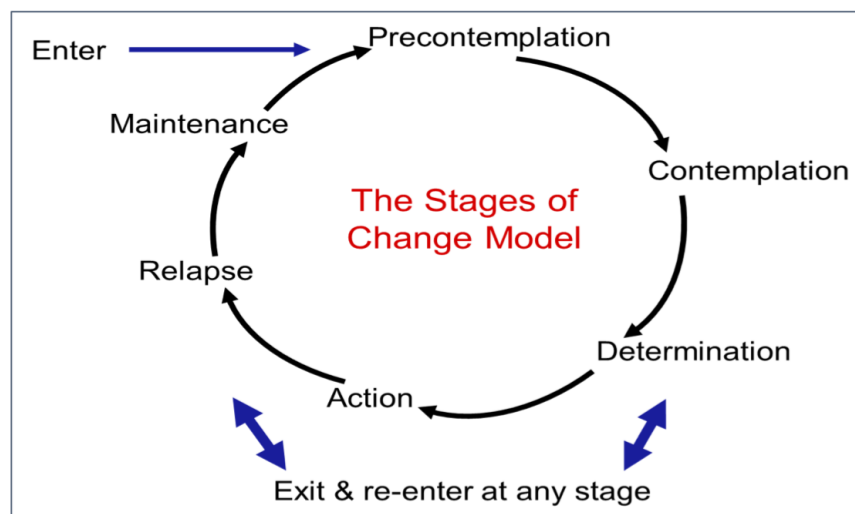 Enter
Precontemplation
Maintenance
Contemplation
The Stages of
Change Model
Relapse
Determination
Action
Exit & re-enter at any stage